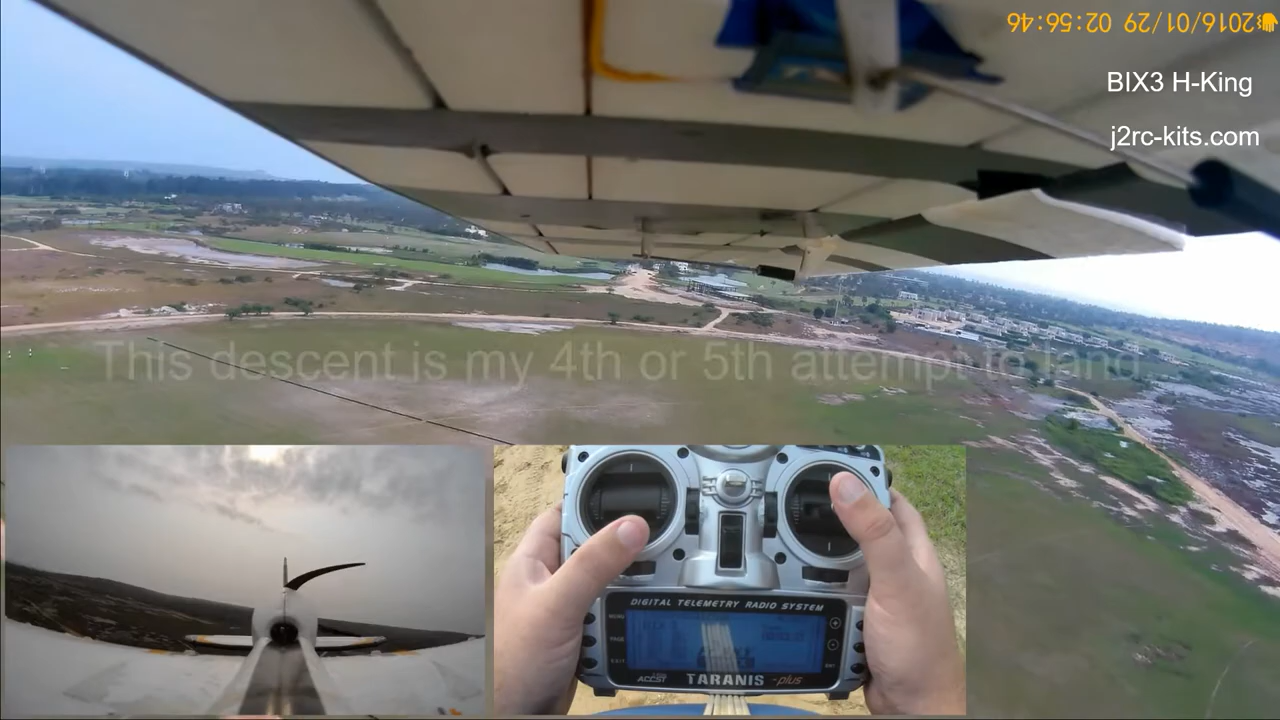 2016/01/29 02:56:46
BIX3 H-King
j2rc-kits.com
This descent is my 4th or 5th attempt to land
DIGITAL TELEMETRY RADIO SYSTEM
MENU
PAGE
EXIT
ENT
ACCST
TARANIS -plus